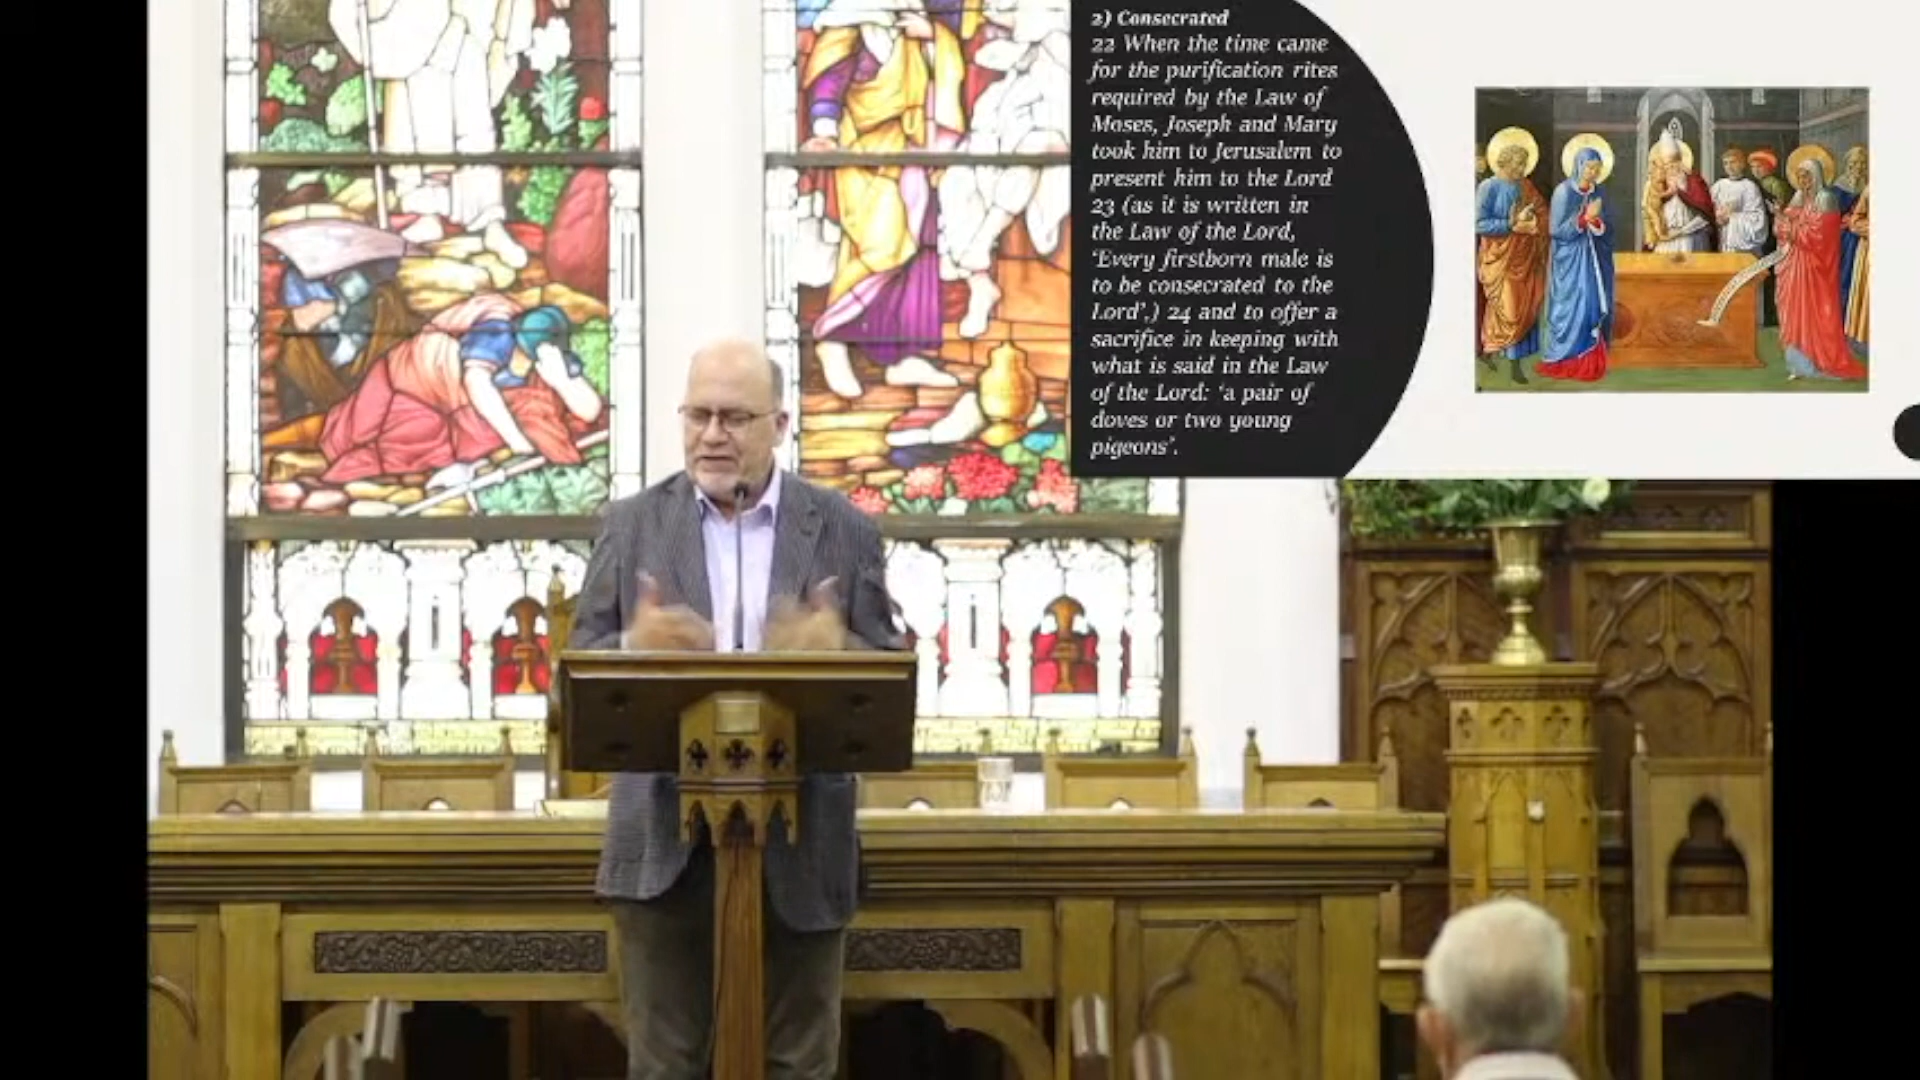 2) Consecrated
22 When the time came
for the purification rites
required by the Law of
Moses, Joseph and Mary
took him to Jerusalem to
present him to the Lord
23 (as it is written in
the Law of the Lord,
‘Every firstborn male is
to be consecrated to the
Lord’,) 24 and to offer a
sacrifice in keeping with
what is said in the Law
of the Lord: ‘a pair of
doves or two young
pigeons’.